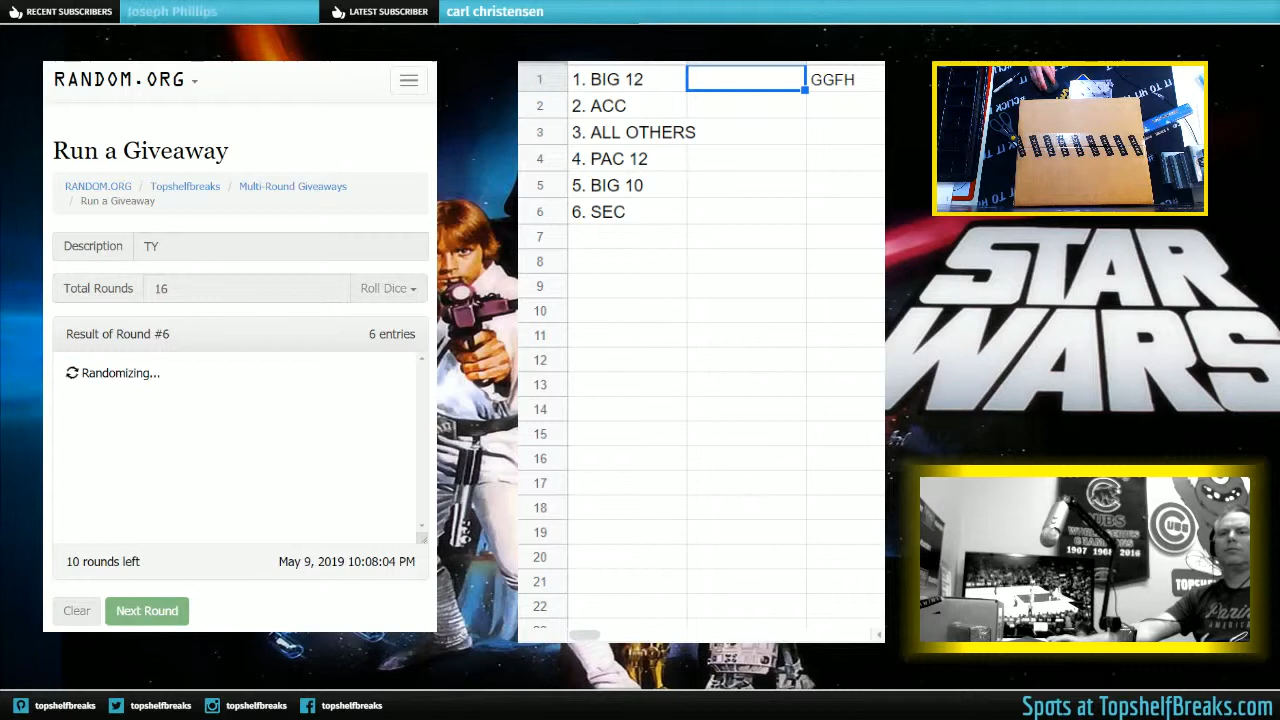 RECENT SUBSCRIBERS
Joseph Phillips
LATEST SUBSCRIBER
carl christensen
RANDOM.ORG
Run a Giveaway
RANDOM.ORG / Topshelfbreaks / Multi-Round Giveaways
/ Run a Giveaway
Description TY
Total Rounds 16 Roll Dice
Result of Round #6 6 entries
Randomizing...
10 rounds left May 9, 2019 10:08:04 PM
Clear Next Round
1 1. BIG 12 GGFH
2 2. ACC
3 3. ALL OTHERS
4 4. PAC 12
5 5. BIG 10
6 6. SEC
7
8
9
10
11
12
13
14
15
16
17
18
19
20
21
22
STAR
WARS
CUBS
WORLD SERIES
CHAMPIONS
1907 1908 2016
CUBS
TOPSHELF
topshelfbreaks topshelfbreaks topshelfbreaks topshelfbreaks
Spots at TopshelfBreaks.com